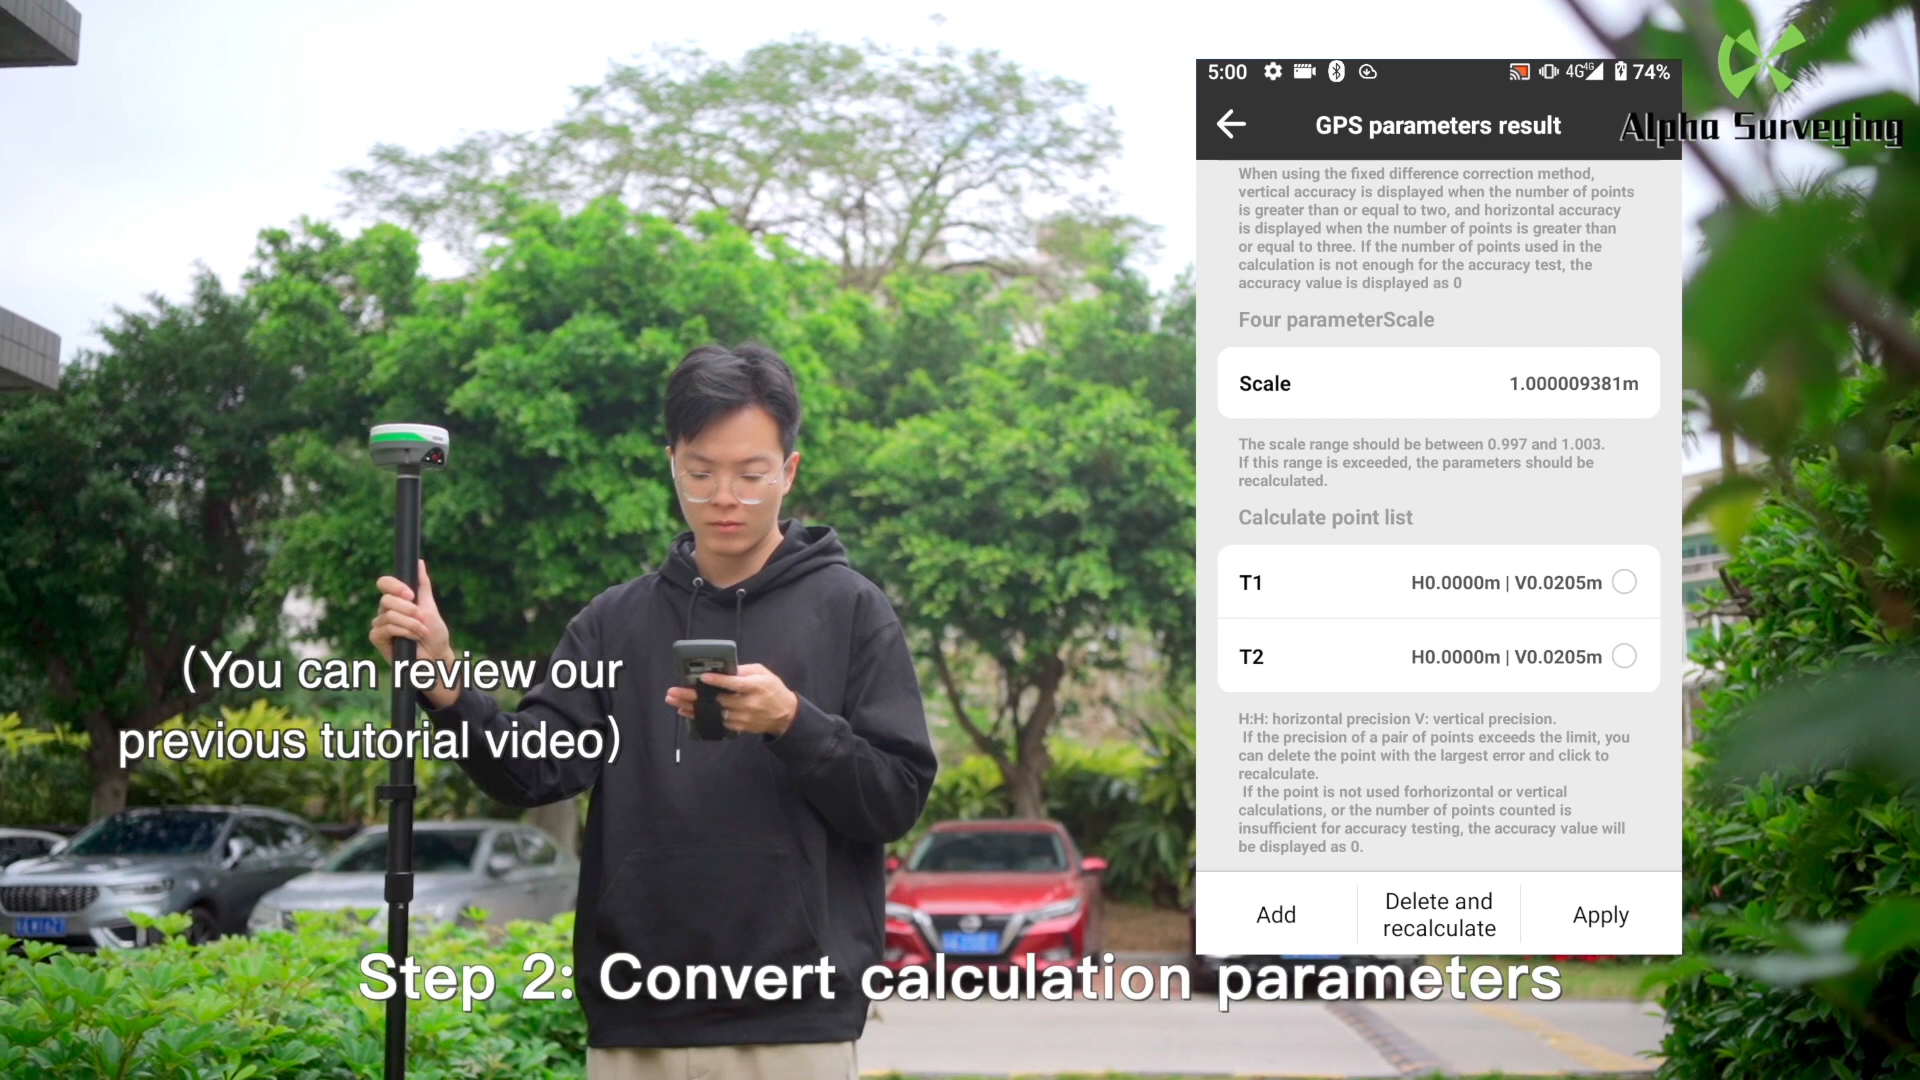 5:00
4G
4G
74%
GPS parameters result
Alpha Surveying
When using the fixed difference correction method,
vertical accuracy is displayed when the number of points
is greater than or equal to two, and horizontal accuracy
is displayed when the number of points is greater than
or equal to three. If the number of points used in the
calculation is not enough for the accuracy test, the
accuracy value is displayed as 0
Four parameterScale
Scale 1.000009381m
The scale range should be between 0.997 and 1.003.
If this range is exceeded, the parameters should be
recalculated.
Calculate point list
T1 H0.0000m | V0.0205m
T2 H0.0000m | V0.0205m
H:H: horizontal precision V: vertical precision.
If the precision of a pair of points exceeds the limit, you
can delete the point with the largest error and click to
recalculate.
If the point is not used forhorizontal or vertical
calculations, or the number of points counted is
insufficient for accuracy testing, the accuracy value will
be displayed as 0.
Add
Delete and
recalculate
Apply
(You can review our
previous tutorial video)
Step 2: Convert calculation parameters